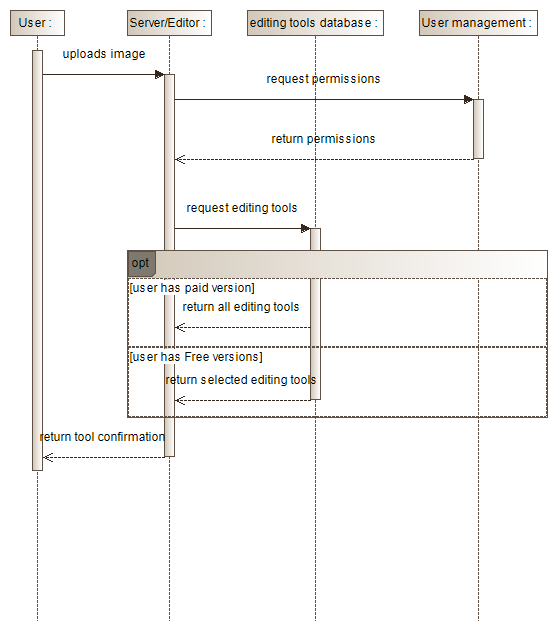 User :
Server/Editor :
editing tools database :
User management :
uploads image
request permissions
return permissions
request editing tools
opt
[user has paid version]
return all editing tools
[user has Free versions]
return selected editing tools
return tool confirmation